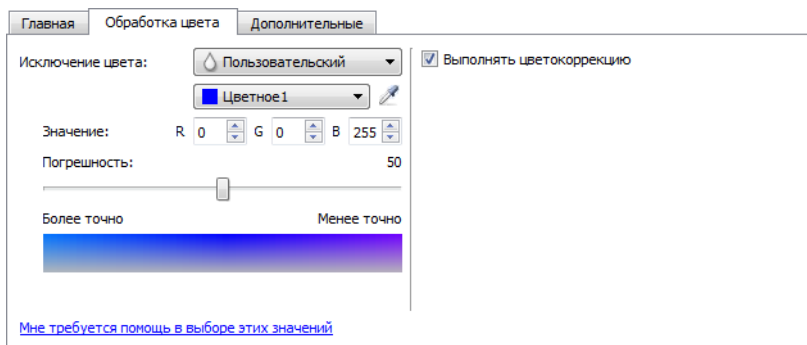 Главная Обработка цвета Дополнительные
Исключение цвета: Пользовательский
Выполнять цветокоррекцию
Цветное1
Значение: R 0 G 0 B 255
Погрешность: 50
Более точно Менее точно
Мне требуется помощь в выборе этих значений